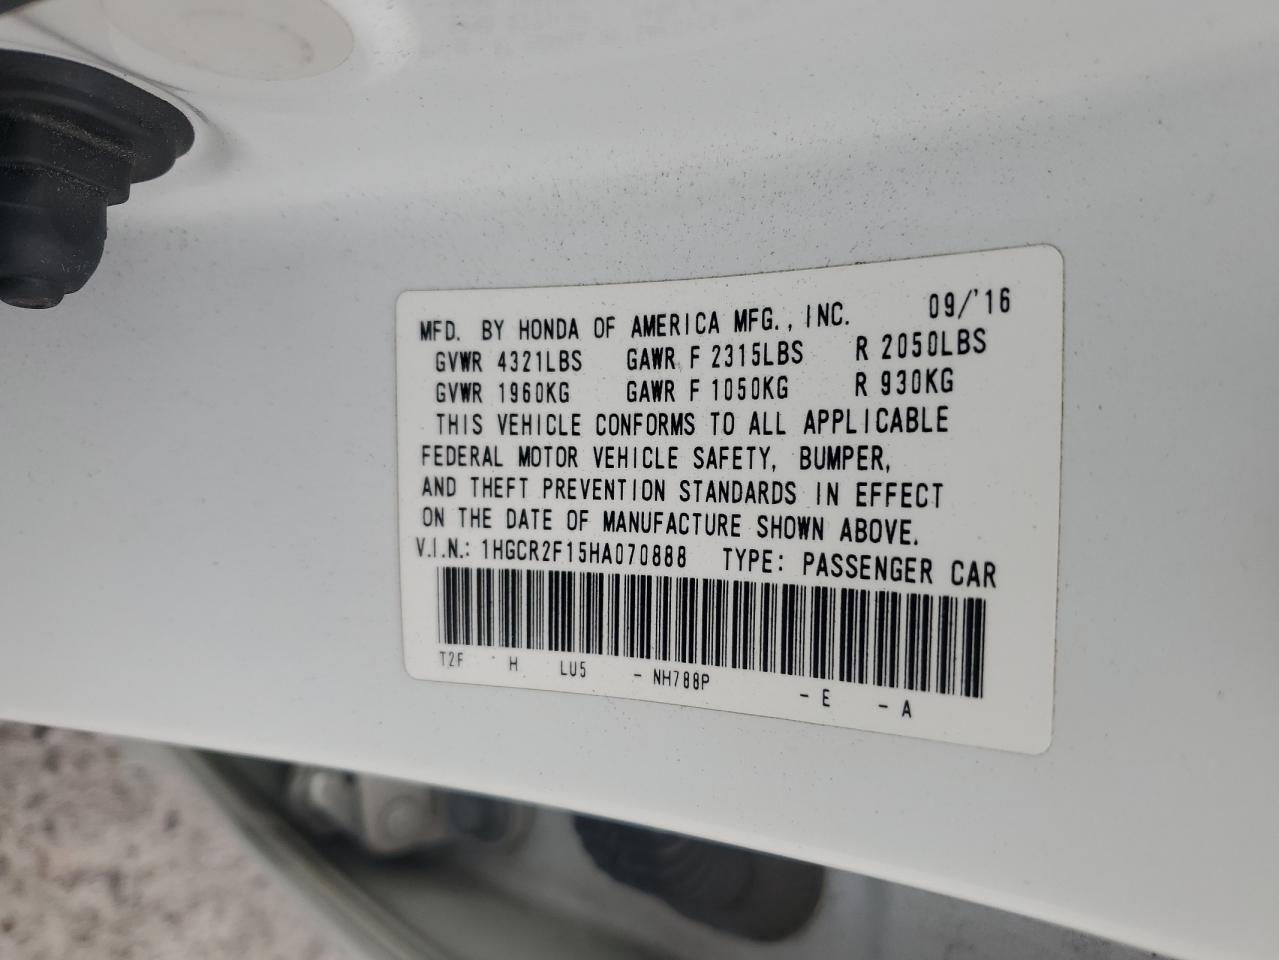 MFD. BY HONDA OF AMERICA MFG., INC. 09/'16
GVWR 4321LBS GAWR F 2315LBS R 2050LBS
GVWR 1960KG GAWR F 1050KG R 930KG
THIS VEHICLE CONFORMS TO ALL APPLICABLE
FEDERAL MOTOR VEHICLE SAFETY, BUMPER,
AND THEFT PREVENTION STANDARDS IN EFFECT
ON THE DATE OF MANUFACTURE SHOWN ABOVE.
V.I.N.: 1HGCR2F15HA070888 TYPE: PASSENGER CAR
T2F H LU5 - NH788P - E - A